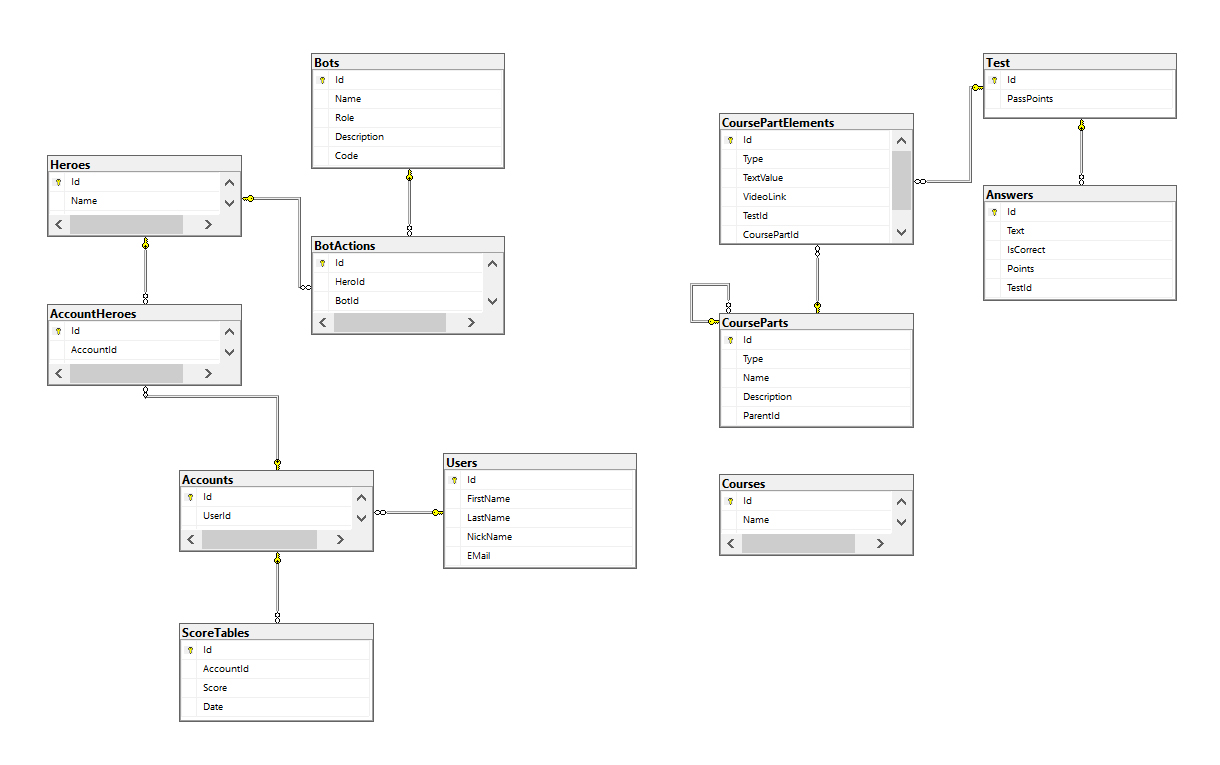 Bots
Id
Name
Role
Description
Code
Heroes
Id
Name
BotActions
Id
HeroId
BotId
AccountHeroes
Id
AccountId
Accounts
Id
UserId
Users
Id
FirstName
LastName
NickName
EMail
ScoreTables
Id
AccountId
Score
Date
Test
Id
PassPoints
CoursePartElements
Id
Type
TextValue
VideoLink
TestId
CoursePartId
Answers
Id
Text
IsCorrect
Points
TestId
CourseParts
Id
Type
Name
Description
ParentId
Courses
Id
Name